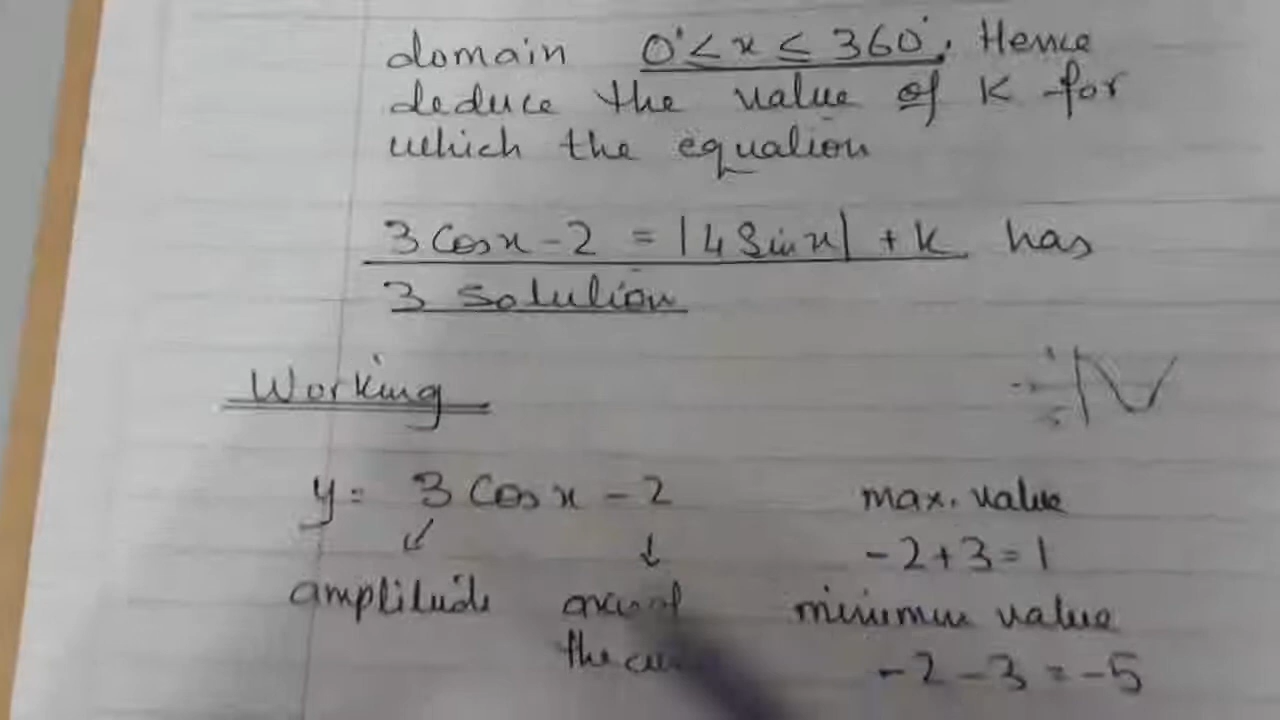 domain 0° ≤ x ≤ 360°. Hence
deduce the value of K for
which the equation
3 Cos x - 2 = |4 Sin x| + k has
3 solution
Working
y = 3 Cos x - 2
max. value
↙ ↓
- 2 + 3 = 1
amplitude
minimum value
the
- 2 - 3 = -5